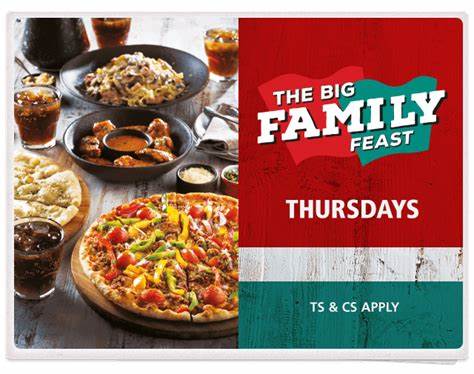 THE BIG
FAMILY
FEAST
THURSDAYS
TS & CS APPLY